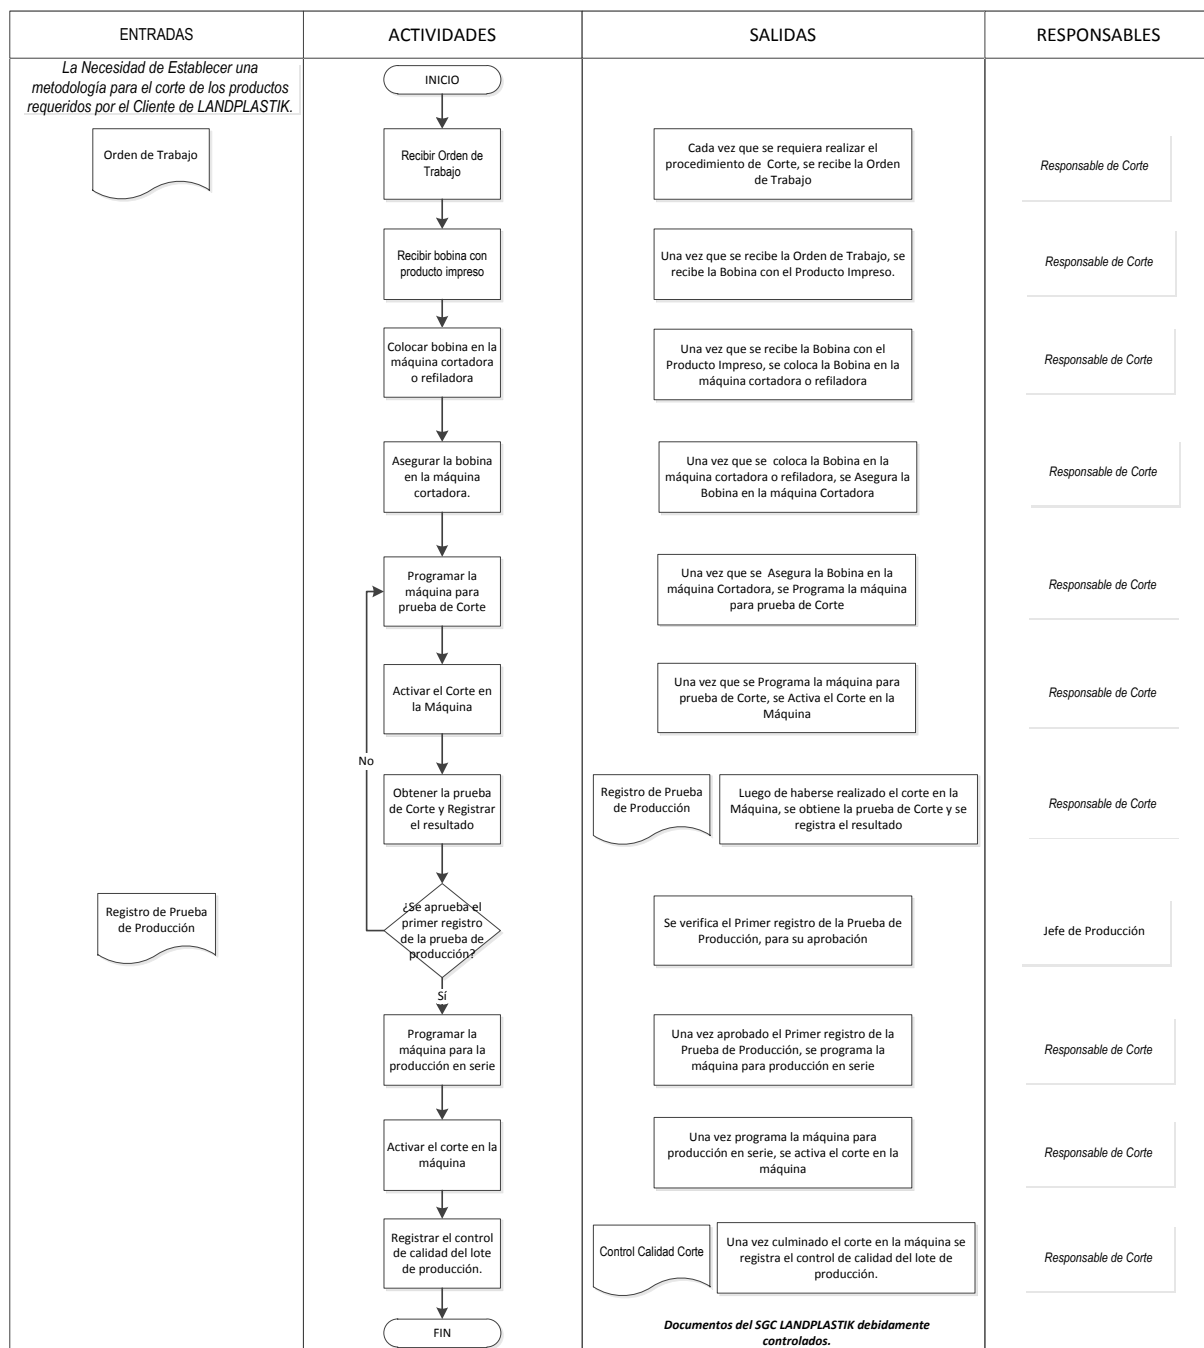 ENTRADAS
ACTIVIDADES
SALIDAS
RESPONSABLES
La Necesidad de Establecer una
metodología para el corte de los productos
requeridos por el Cliente de LANDPLASTIK.
INICIO
Orden de Trabajo
Recibir Orden de
Trabajo
Cada vez que se requiera realizar el
procedimiento de Corte, se recibe la Orden
de Trabajo
Responsable de Corte
Recibir bobina con
producto impreso
Una vez que se recibe la Orden de Trabajo, se
recibe la Bobina con el Producto Impreso.
Responsable de Corte
Colocar bobina en la
máquina cortadora
o refiladora
Una vez que se recibe la Bobina con el
Producto Impreso, se coloca la Bobina en la
máquina cortadora o refiladora
Responsable de Corte
Asegurar la bobina
en la máquina
cortadora.
Una vez que se coloca la Bobina en la
máquina cortadora o refiladora, se Asegura la
Bobina en la máquina Cortadora
Responsable de Corte
Programar la
máquina para
prueba de Corte
Una vez que se Asegura la Bobina en la
máquina Cortadora, se Programa la máquina
para prueba de Corte
Responsable de Corte
Activar el Corte en
la Máquina
Una vez que se Programa la máquina para
prueba de Corte, se Activa el Corte en la
Máquina
Responsable de Corte
No
Obtener la prueba
de Corte y Registrar
el resultado
Registro de Prueba
de Producción
Luego de haberse realizado el corte en la
Máquina, se obtiene la prueba de Corte y se
registra el resultado
Responsable de Corte
Registro de Prueba
de Producción
¿Se aprueba el
primer registro
de la prueba de
producción?
Se verifica el Primer registro de la Prueba de
Producción, para su aprobación
Jefe de Producción
Sí
Programar la
máquina para la
producción en serie
Una vez aprobado el Primer registro de la
Prueba de Producción, se programa la
máquina para producción en serie
Responsable de Corte
Activar el corte en la
máquina
Una vez programa la máquina para
producción en serie, se activa el corte en la
máquina
Responsable de Corte
Registrar el control
de calidad del lote
de producción.
Control Calidad Corte
Una vez culminado el corte en la máquina se
registra el control de calidad del lote de
producción.
Responsable de Corte
FIN
Documentos del SGC LANDPLASTIK debidamente
controlados.